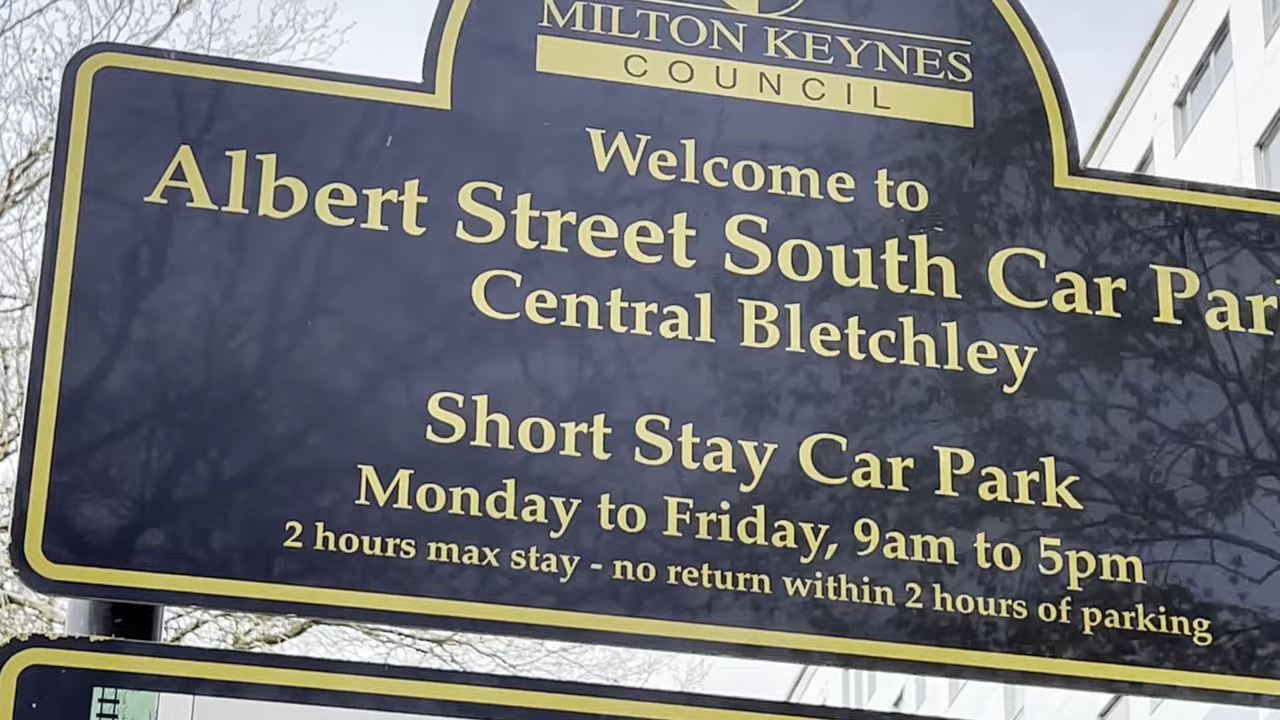 MILTON KEYNES
COUNCIL
Welcome to
Albert Street South Car Par
Central Bletchley
Short Stay Car Park
Monday to Friday, 9am to 5pm
2 hours max stay - no return within 2 hours of parking